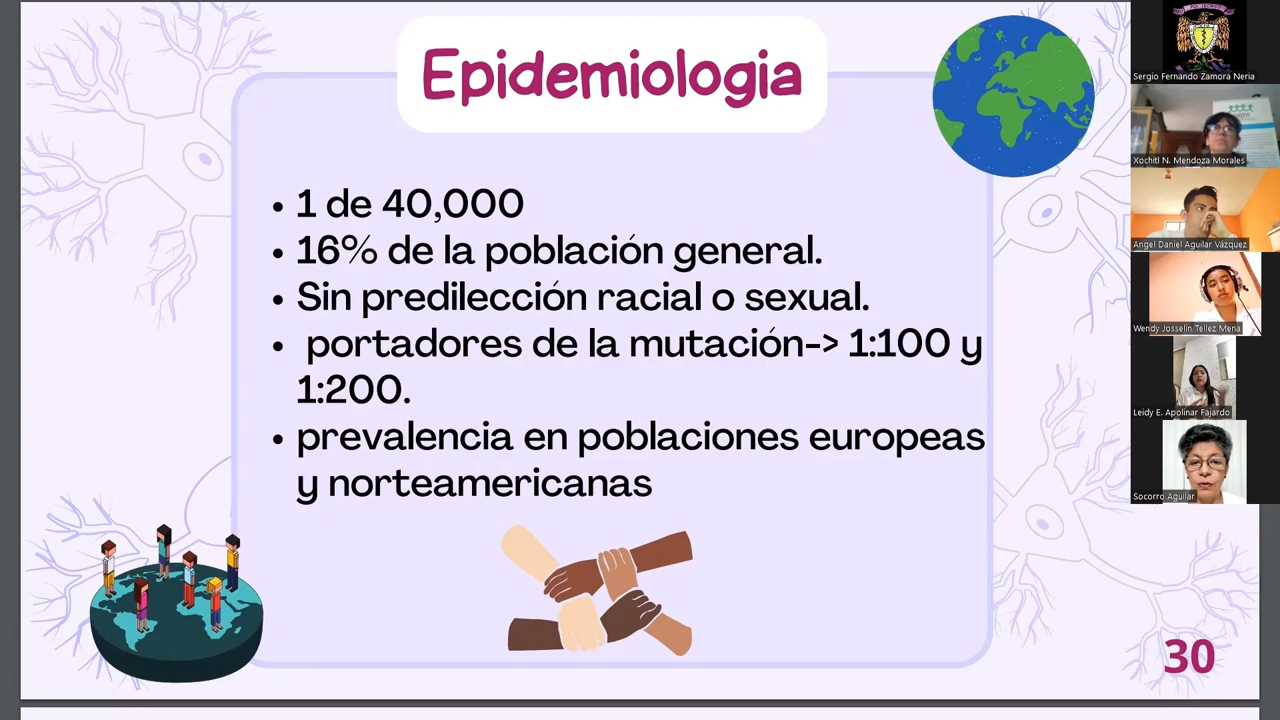 Epidemiologia
• 1 de 40,000
• 16% de la población general.
• Sin predilección racial o sexual.
• portadores de la mutación-> 1:100 y
1:200.
• prevalencia en poblaciones europeas
y norteamericanas
30
Sergio Fernando Zamora Neria
Xochitl N. Mendoza Morales
Angel Daniel Aguilar Vázquez
Wendy Josselin Tellez Mena
Leidy E. Apolinar Fajardo
Socorro Aguilar